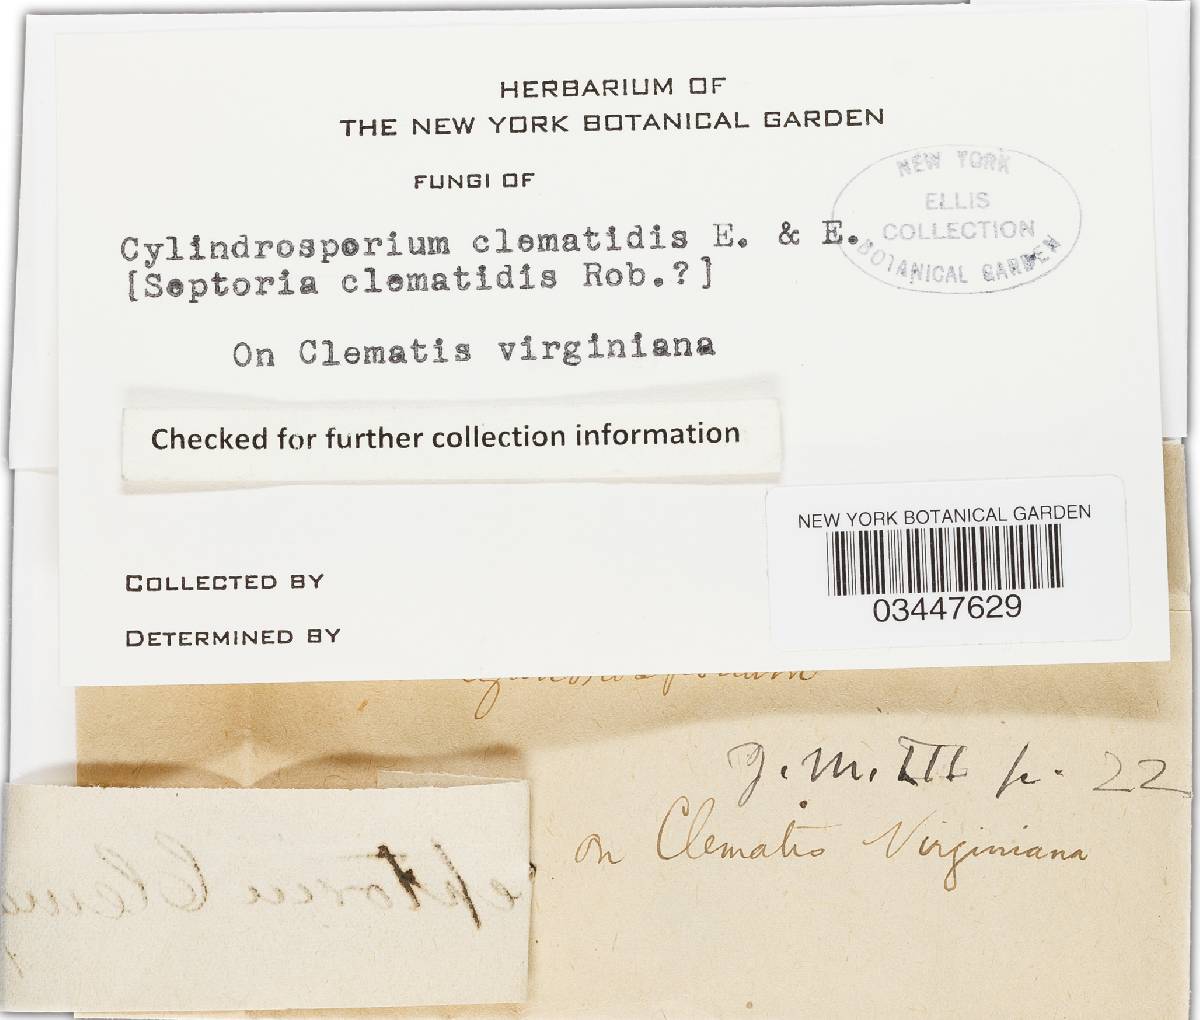 HERBARIUM OF
THE NEW YORK BOTANICAL GARDEN
FUNGI OF
NEW YORK
ELLIS
COLLECTION
BOTANICAL GARDEN
Cylindrosporium clematidis E. & E.
[Septoria clematidis Rob.?]
On Clematis virginiana
Checked for further collection information
NEW YORK BOTANICAL GARDEN
03447629
COLLECTED BY
DETERMINED BY
J. M. III p. 22
on Clematis Virginiana